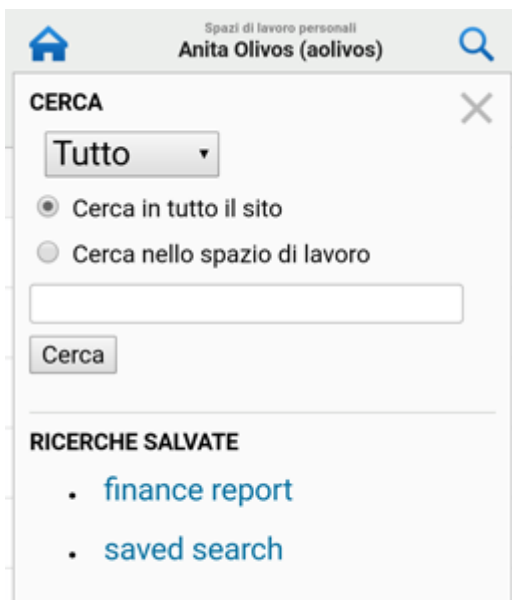 Spazi di lavoro personali
Anita Olivos (aolivos)
CERCA
Tutto
Cerca in tutto il sito
Cerca nello spazio di lavoro
Cerca
RICERCHE SALVATE
finance report
saved search